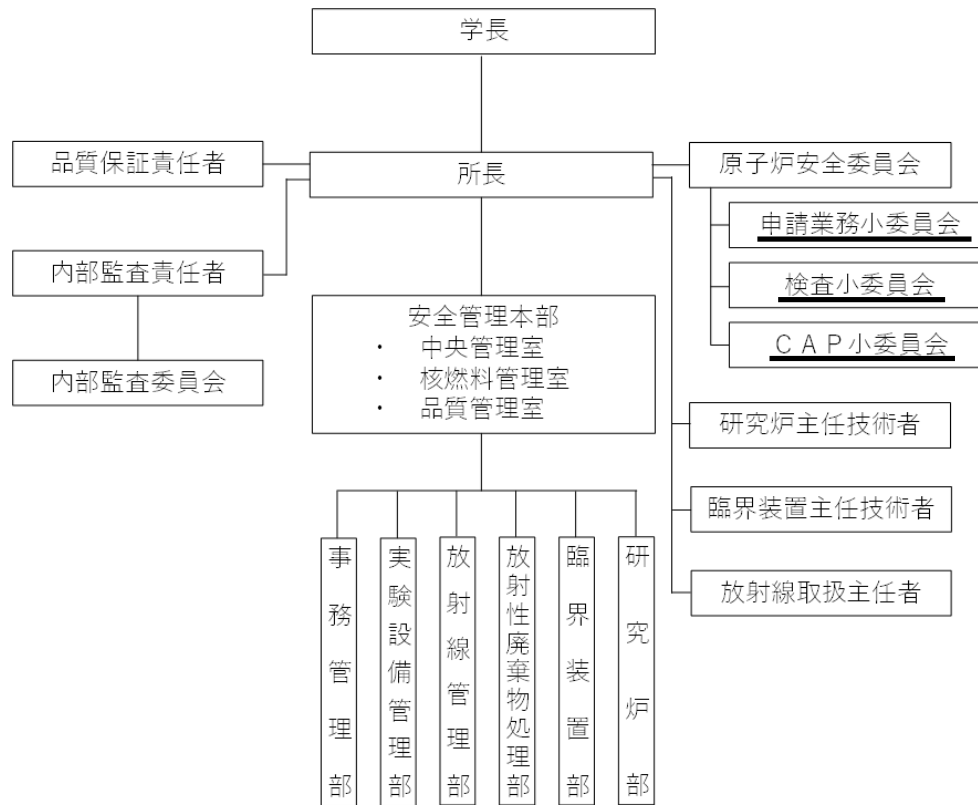 学長
品質保証責任者
所長
原子炉安全委員会
申請業務小委員会
内部監査責任者
検査小委員会
安全管理本部
・ 中央管理室
・ 核燃料管理室
・ 品質管理室
ＣＡＰ小委員会
内部監査委員会
研究炉主任技術者
臨界装置主任技術者
放射線取扱主任者
事務管理部
実験設備管理部
放射線管理部
放射性廃棄物処理部
臨界装置部
研究炉部